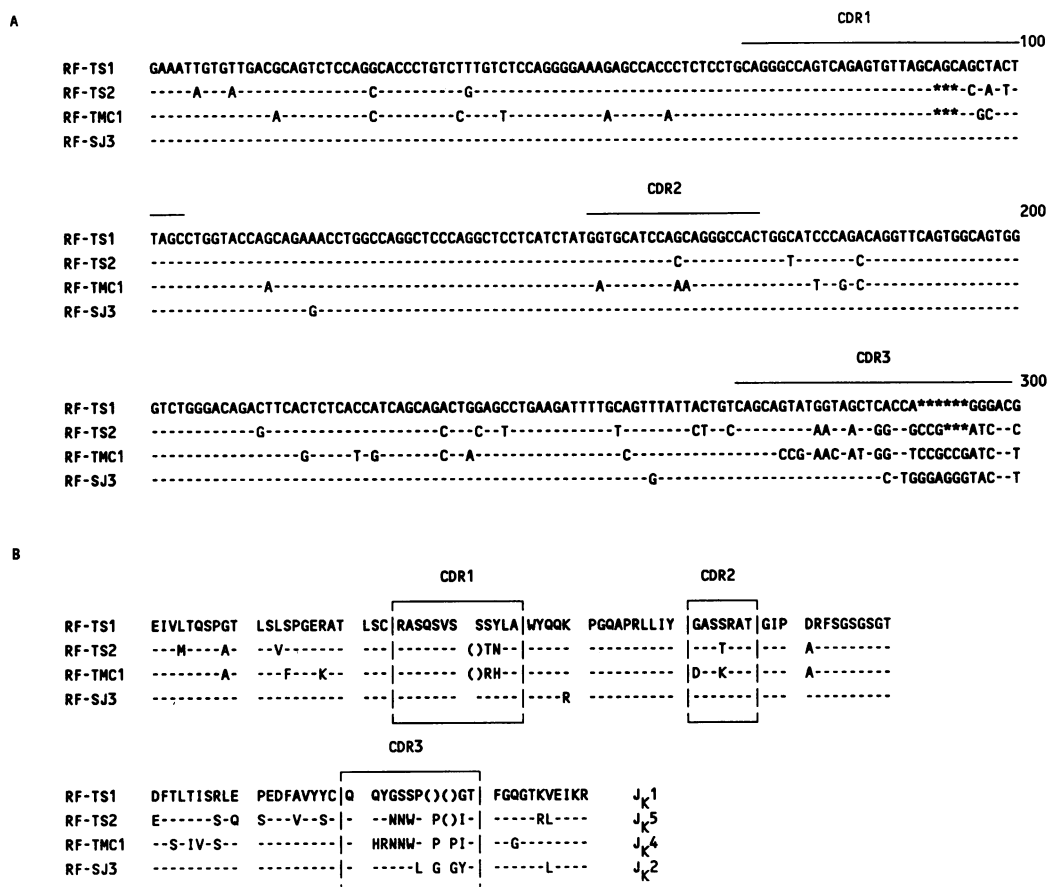 A
CDR1
100
RF-TS1 GAAATTGTGTTGACGCAGTCTCCAGGCACCCTGTCTTTGTCTCCAGGGGAAAGAGCCACCCTCTCCTGCAGGGCCAGTCAGAGTGTTAGCAGCAGCTACT
RF-TS2 -----A---A---------------C----------G-----------------------------------------------------***-C-A-T-
RF-TMC1 --------------A----------C---------C----T-----------A------A------------------------------***--GC---
RF-SJ3 ----------------------------------------------------------------------------------------------------
CDR2
200
RF-TS1 TAGCCTGGTACCAGCAGAAACCTGGCCAGGCTCCCAGGCTCCTCATCTATGGTGCATCCAGCAGGGCCACTGGCATCCCAGACAGGTTCAGTGGCAGTGG
RF-TS2 ------------------------------------------------------------C------------T-------C------------------
RF-TMC1 -------------A-------------------------------------A--------AA--------------T--G-C------------------
RF-SJ3 ------------------G---------------------------------------------------------------------------------
CDR3
300
RF-TS1 GTCTGGGACAGACTTCACTCTCACCATCAGCAGACTGGAGCCTGAAGATTTTGCAGTTTATTACTGTCAGCAGTATGGTAGCTCACCA******GGGACG
RF-TS2 ------------G--------------------C---C--T------------T--------CT--C---------AA--A--GG--GCCG***ATC--C
RF-TMC1 -----------------G-----T-G-------C--A-----------------C-----------------CCG-AAC-AT-GG--TCCGCCGATC--T
RF-SJ3 ---------------------------------------------------------G--------------------------C-TGGGAGGGTAC--T
B
CDR1 CDR2
RF-TS1 EIVLTQSPGT LSLSPGERAT LSC RASQSVS SSYLA WYQQK PGQAPRLLIY GASSRAT GIP DRFSGSGSGT
RF-TS2 ---M----A- -V-------- --- ------- ()TN-- ----- ---------- ---T--- --- A---------
RF-TMC1 --------A- --F---K--- --- ------- ()RH-- ----- ---------- D--K--- --- A---------
RF-SJ3 ---------- ---------- --- ------- ----- ----R ---------- ------- --- ----------
CDR3
RF-TS1 DFTLTISRLE PEDFAVYYC Q QYGSSP()()GT FGQGTKVEIKR JK1
RF-TS2 E------S-Q S---V--S- - --NNW- P()I- -----RL---- JK5
RF-TMC1 --S-IV-S-- --------- - HRNNW- P PI- --G-------- JK4
RF-SJ3 ---------- --------- - -----L G GY- ------L---- JK2